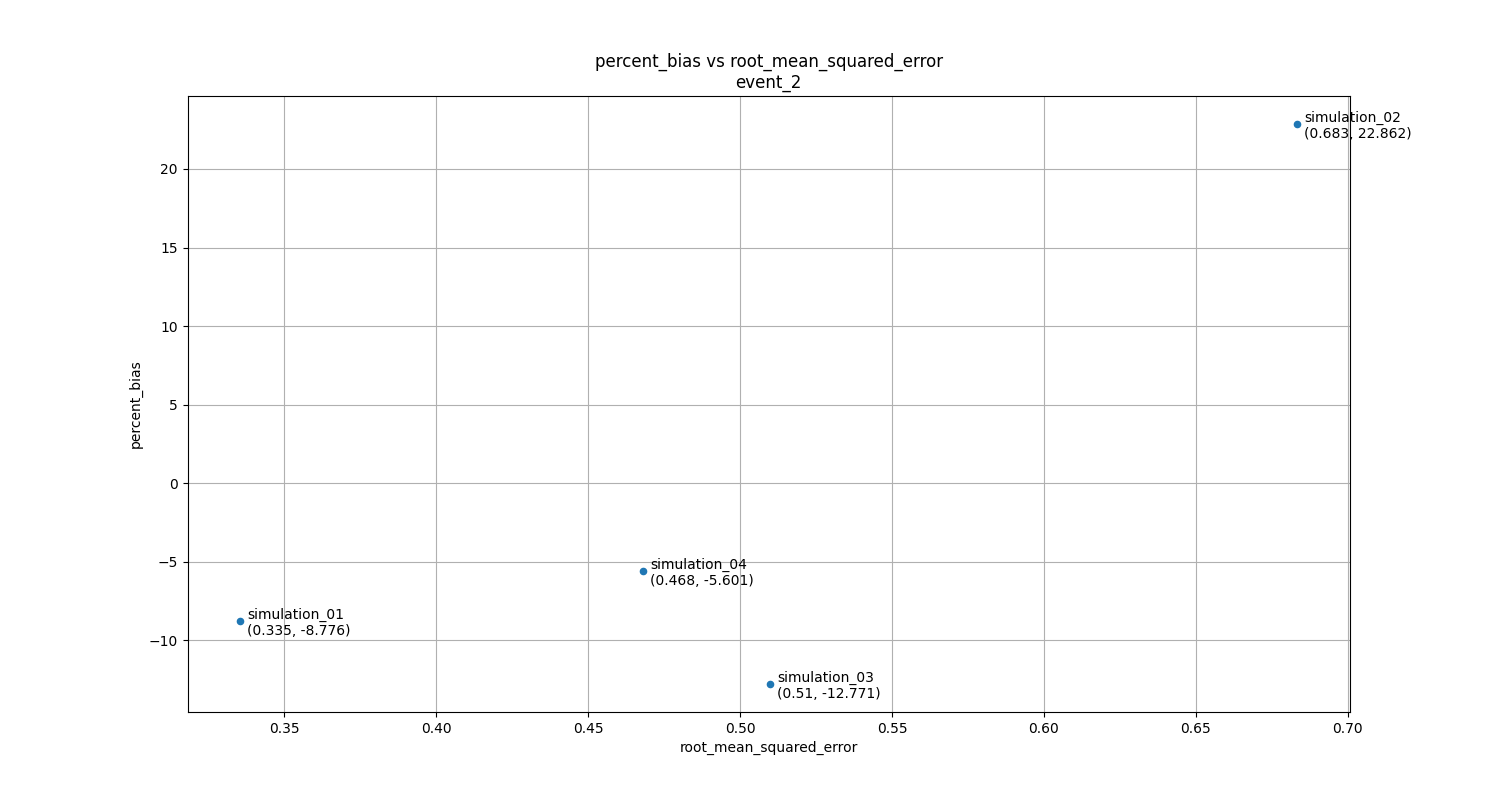 percent_bias vs root_mean_squared_error
event_2
simulation_02
(0.683, 22.862)
20
15
10
5
0
−5
−10
percent_bias
simulation_04
(0.468, -5.601)
simulation_01
(0.335, -8.776)
simulation_03
(0.51, -12.771)
0.35
0.40
0.45
0.50
0.55
0.60
0.65
0.70
root_mean_squared_error